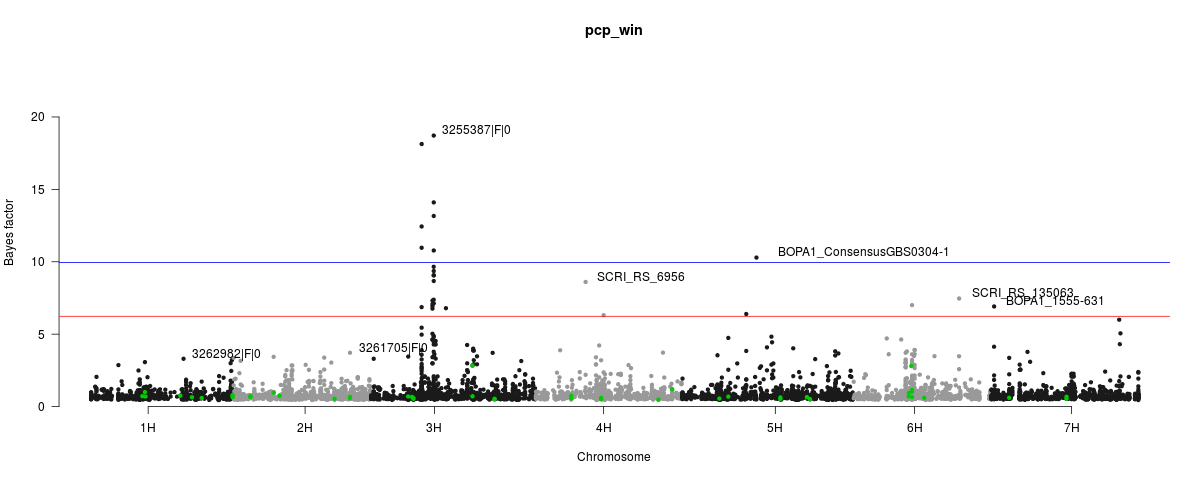 pcp_win
20
3255387|F|0
15
Bayes factor
10
BOPA1_ConsensusGBS0304-1
SCRI_RS_6956
SCRI_RS_135063
BOPA1_1555-631
5
3262982|F|0
3261705|F|0
0
1H 2H 3H 4H 5H 6H 7H
Chromosome